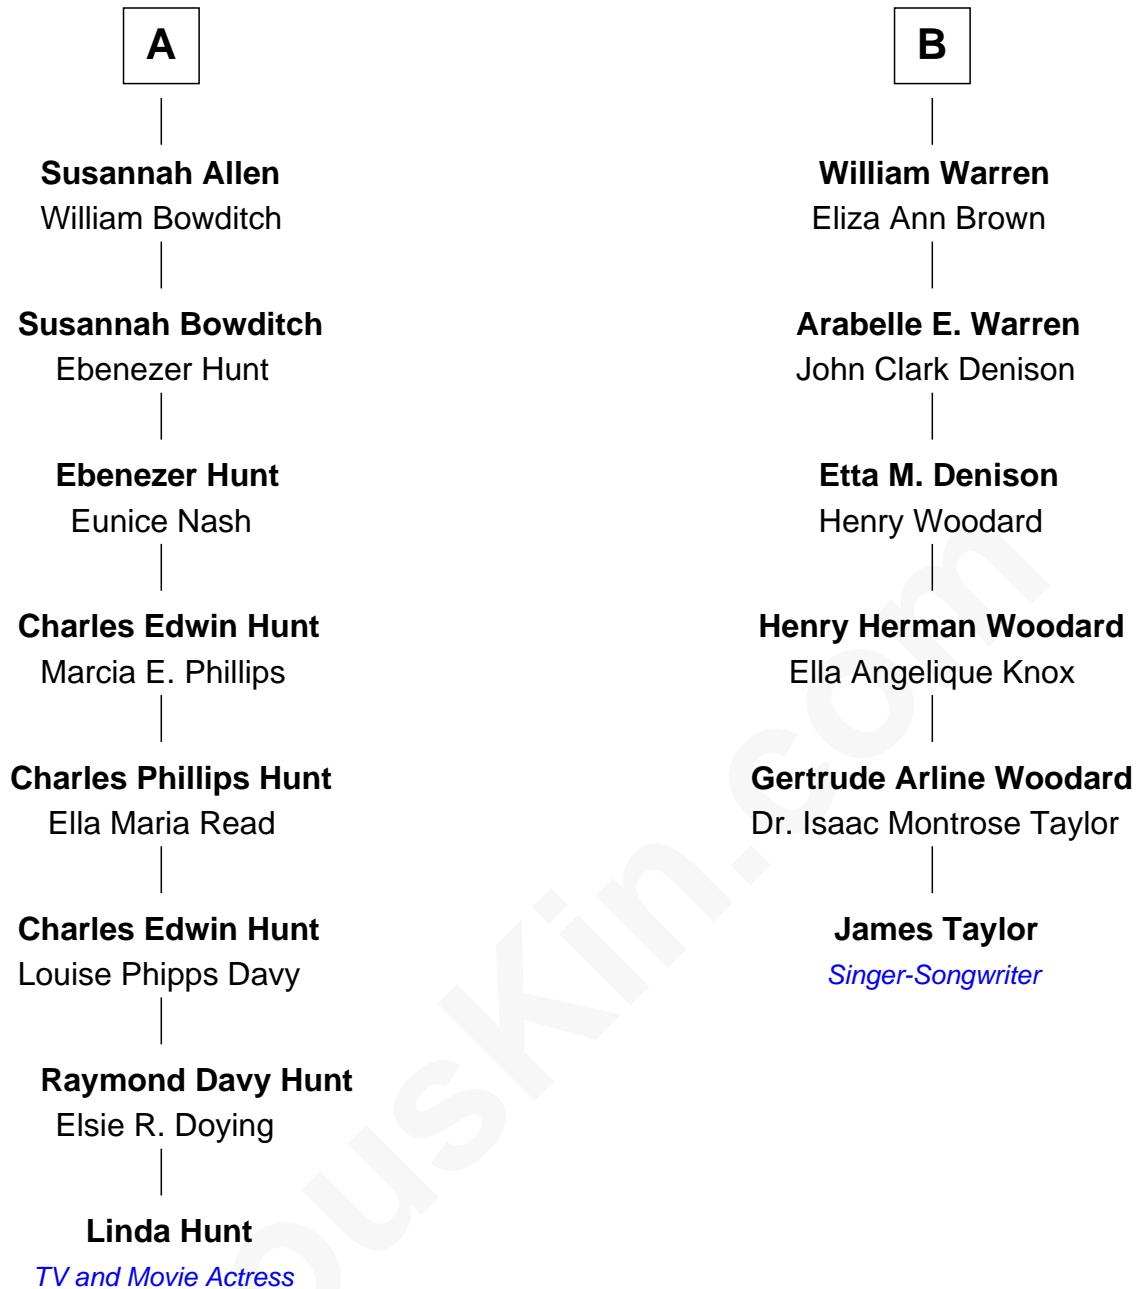 A
Susannah Allen
William Bowditch
Susannah Bowditch
Ebenezer Hunt
Ebenezer Hunt
Eunice Nash
Charles Edwin Hunt
Marcia E. Phillips
Charles Phillips Hunt
Ella Maria Read
Charles Edwin Hunt
Louise Phipps Davy
Raymond Davy Hunt
Elsie R. Doying
Linda Hunt
TV and Movie Actress
B
William Warren
Eliza Ann Brown
Arabelle E. Warren
John Clark Denison
Etta M. Denison
Henry Woodard
Henry Herman Woodard
Ella Angelique Knox
Gertrude Arline Woodard
Dr. Isaac Montrose Taylor
James Taylor
Singer-Songwriter
ousKin.com